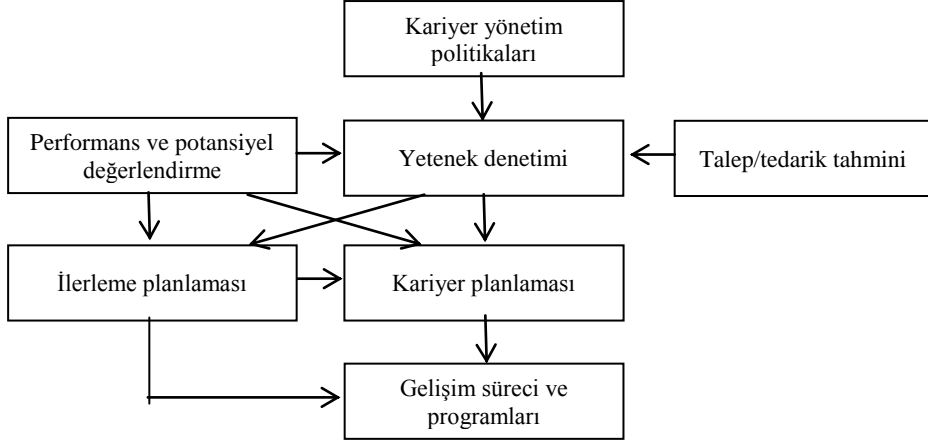 Kariyer yönetim
politikaları
Performans ve potansiyel
değerlendirme
Yetenek denetimi
Talep/tedarik tahmini
İlerleme planlaması
Kariyer planlaması
Gelişim süreci ve
programları